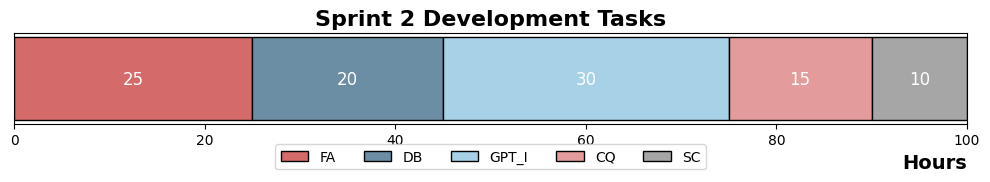 Sprint 2 Development Tasks
25 20 30 15 10
0 20 40 60 80 100
FA DB GPT_I CQ SC
Hours